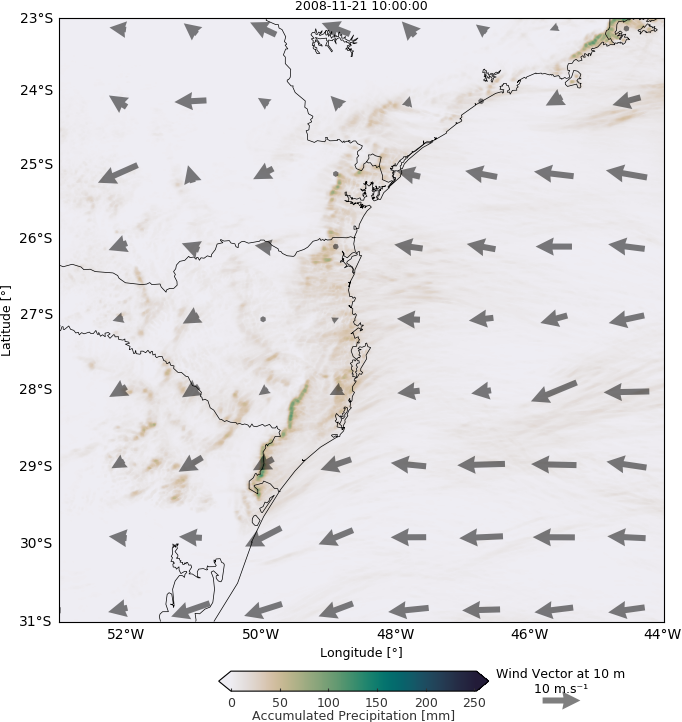 2008-11-21 10:00:00
23°S
24°S
25°S
26°S
27°S
28°S
29°S
30°S
31°S
Latitude [°]
52°W 50°W 48°W 46°W 44°W
Longitude [°]
0 50 100 150 200 250
Accumulated Precipitation [mm]
Wind Vector at 10 m
10 m.s⁻¹